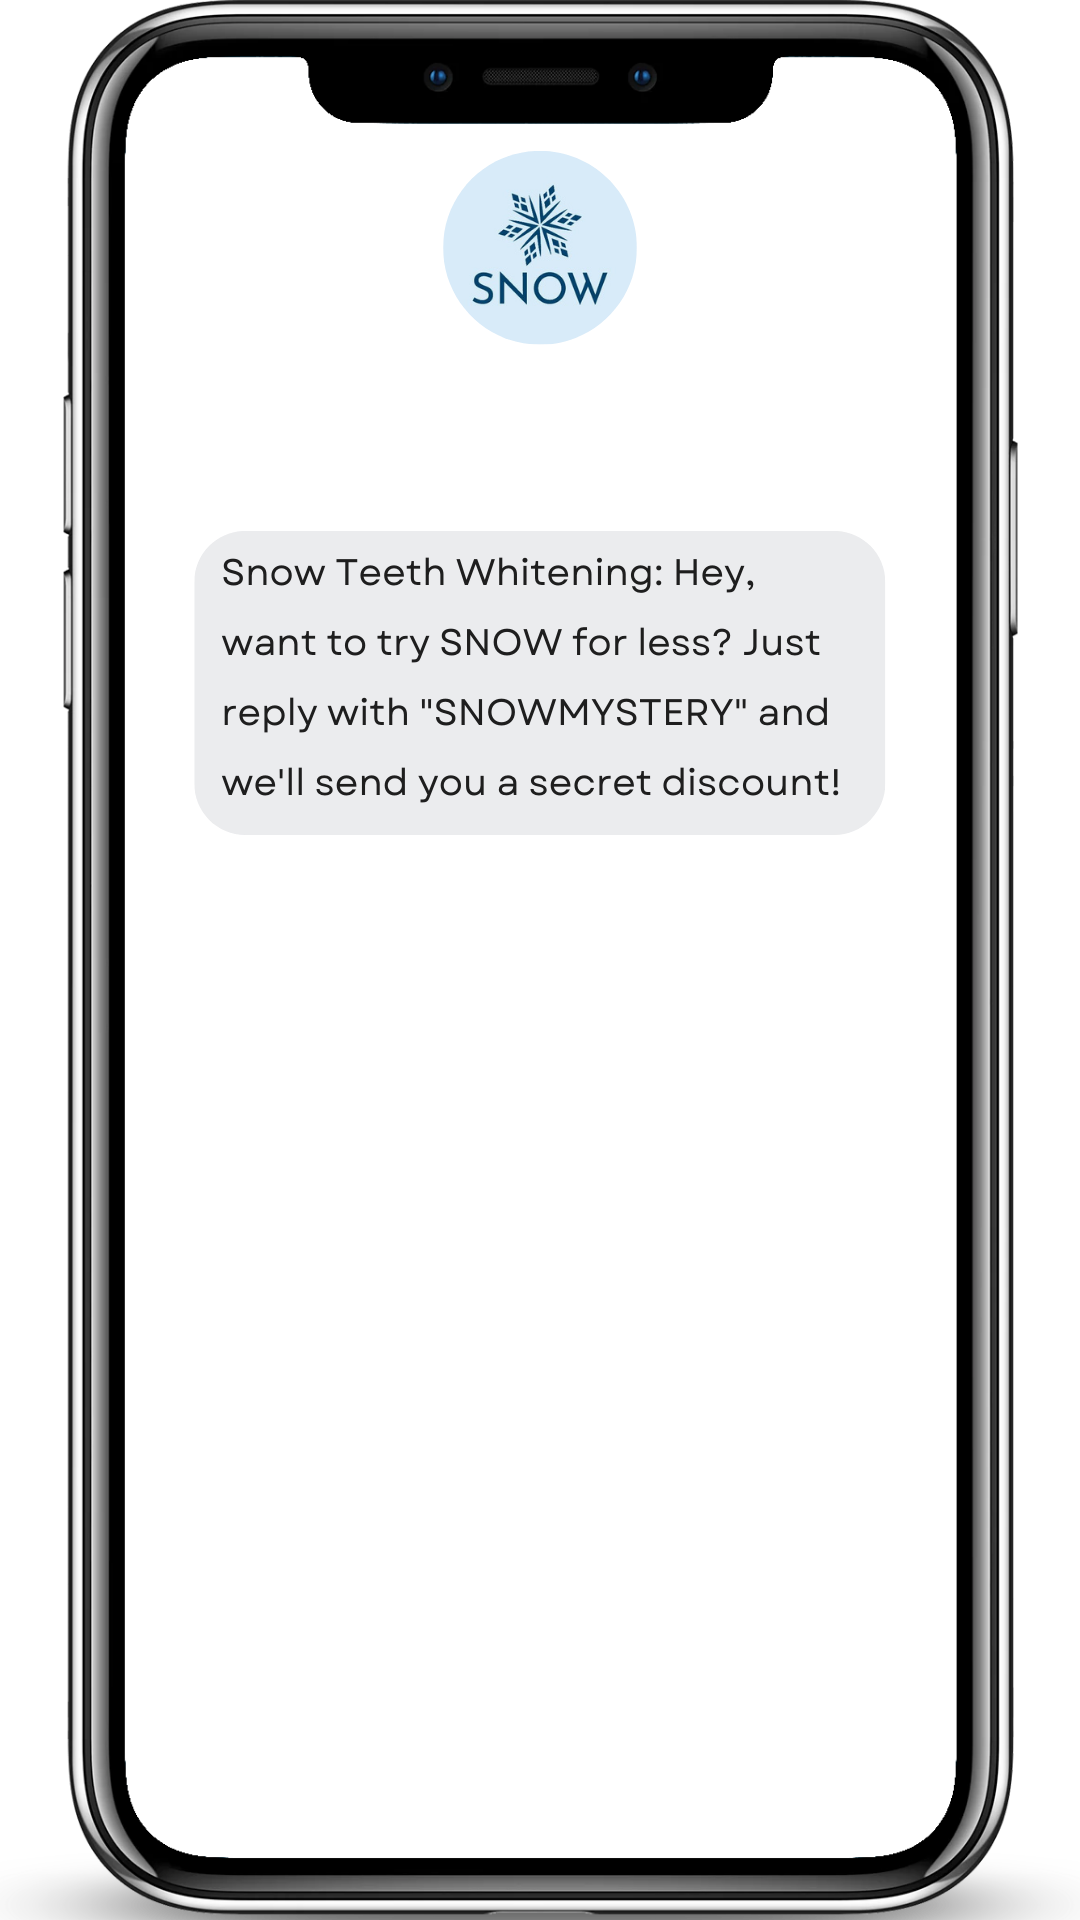 SNOW
Snow Teeth Whitening: Hey,
want to try SNOW for less? Just
reply with "SNOWMYSTERY" and
we'll send you a secret discount!